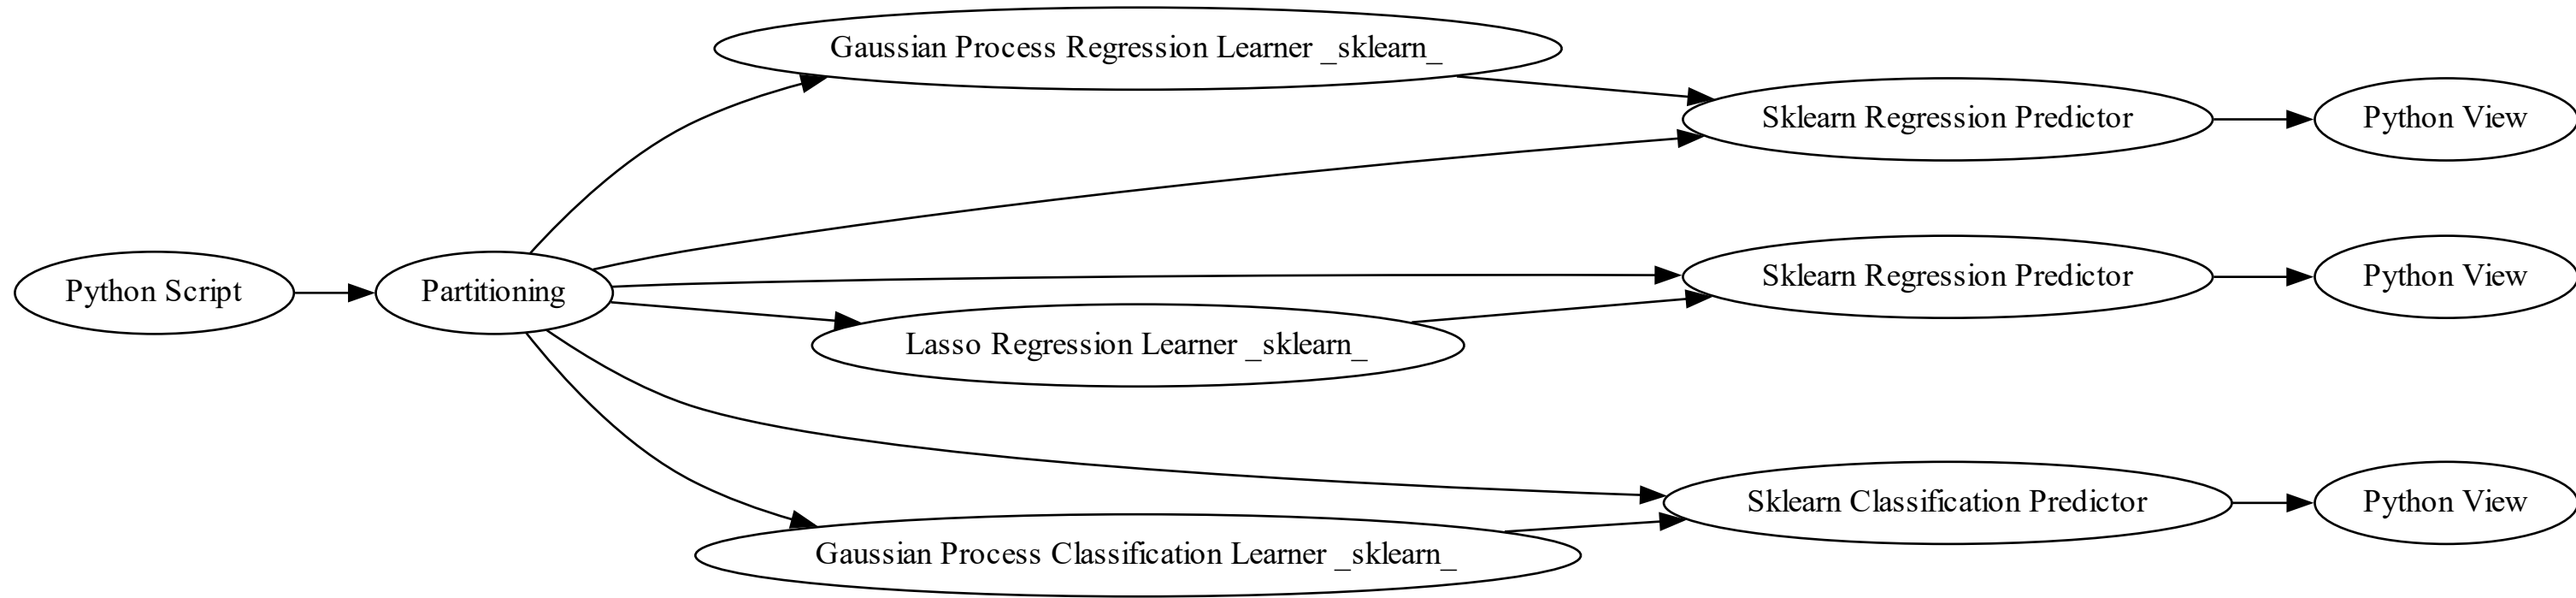 Gaussian Process Regression Learner _sklearn_
Sklearn Regression Predictor
Python View
Python Script
Partitioning
Sklearn Regression Predictor
Python View
Lasso Regression Learner _sklearn_
Sklearn Classification Predictor
Python View
Gaussian Process Classification Learner _sklearn_